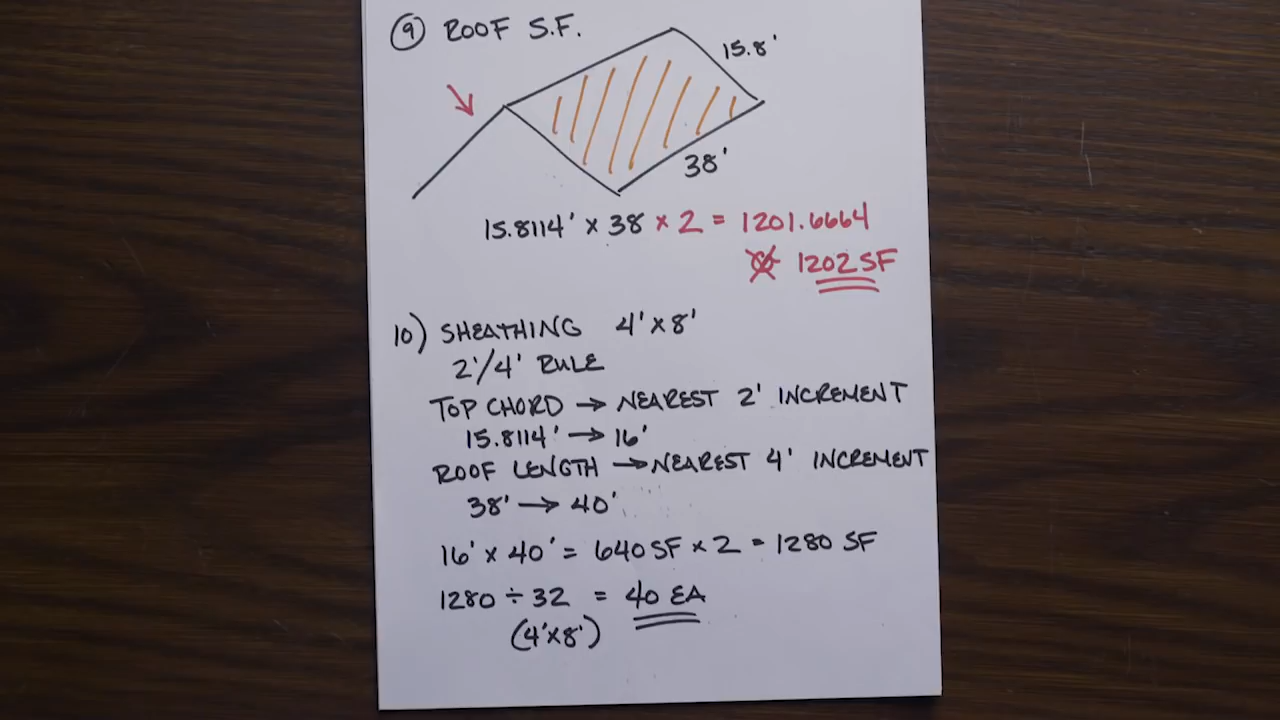 9 ROOF S.F.
15.8'
38'
15.8114' × 38 × 2 = 1201.6664
1202 SF
10) SHEATHING 4'×8'
2'/4' RULE
TOP CHORD → NEAREST 2' INCREMENT
15.8114' → 16'
ROOF LENGTH → NEAREST 4' INCREMENT
38' → 40'
16' × 40' = 640 SF × 2 = 1280 SF
1280 ÷ 32 = 40 EA
(4'×8')